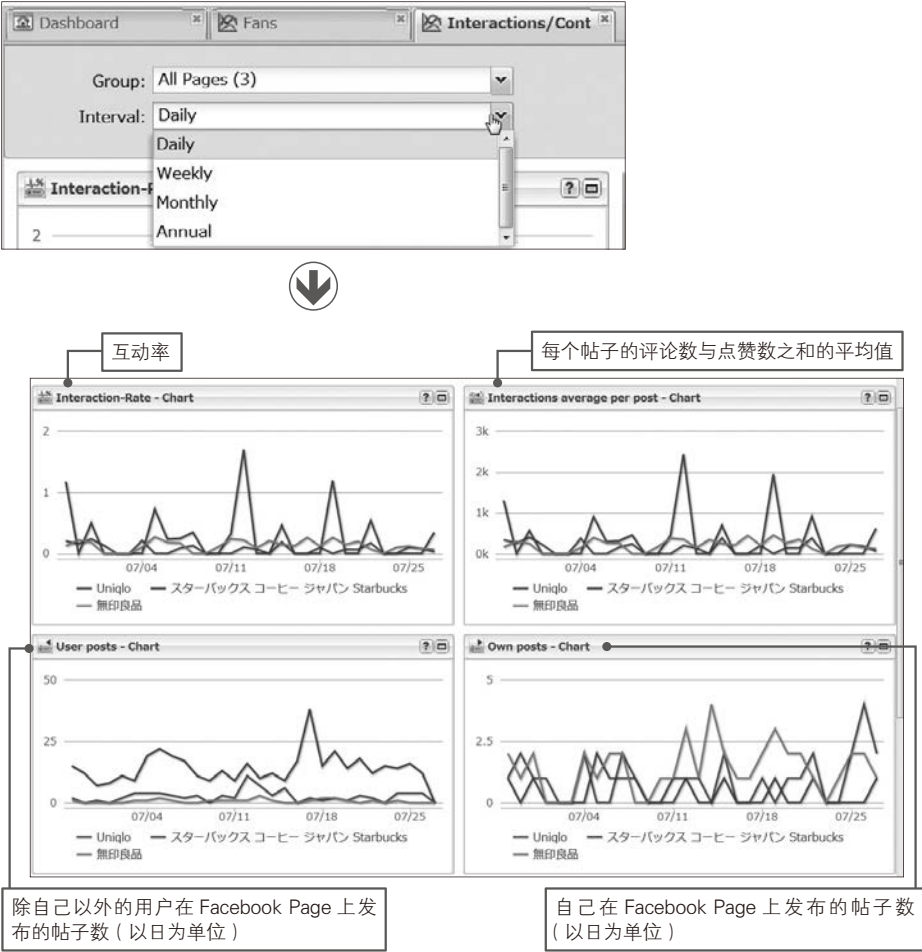 Dashboard
Fans
Interactions/Cont
Group: All Pages (3)
Interval: Daily
Daily
Weekly
Monthly
Annual
Interaction-R
2
互动率
每个帖子的评论数与点赞数之和的平均值
Interaction-Rate - Chart
2
1
0
07/04 07/11 07/18 07/25
Uniqlo スターバックス コーヒー ジャパン Starbucks
無印良品
Interactions average per post - Chart
3k
2k
1k
0k
07/04 07/11 07/18 07/25
Uniqlo スターバックス コーヒー ジャパン Starbucks
無印良品
User posts - Chart
50
25
0
07/04 07/11 07/18 07/25
Uniqlo スターバックス コーヒー ジャパン Starbucks
無印良品
Own posts - Chart
5
2.5
0
07/04 07/11 07/18 07/25
Uniqlo スターバックス コーヒー ジャパン Starbucks
無印良品
除自己以外的用户在 Facebook Page 上发
布的帖子数 ( 以日为单位 )
自己在 Facebook Page 上发布的帖子数
( 以日为单位 )